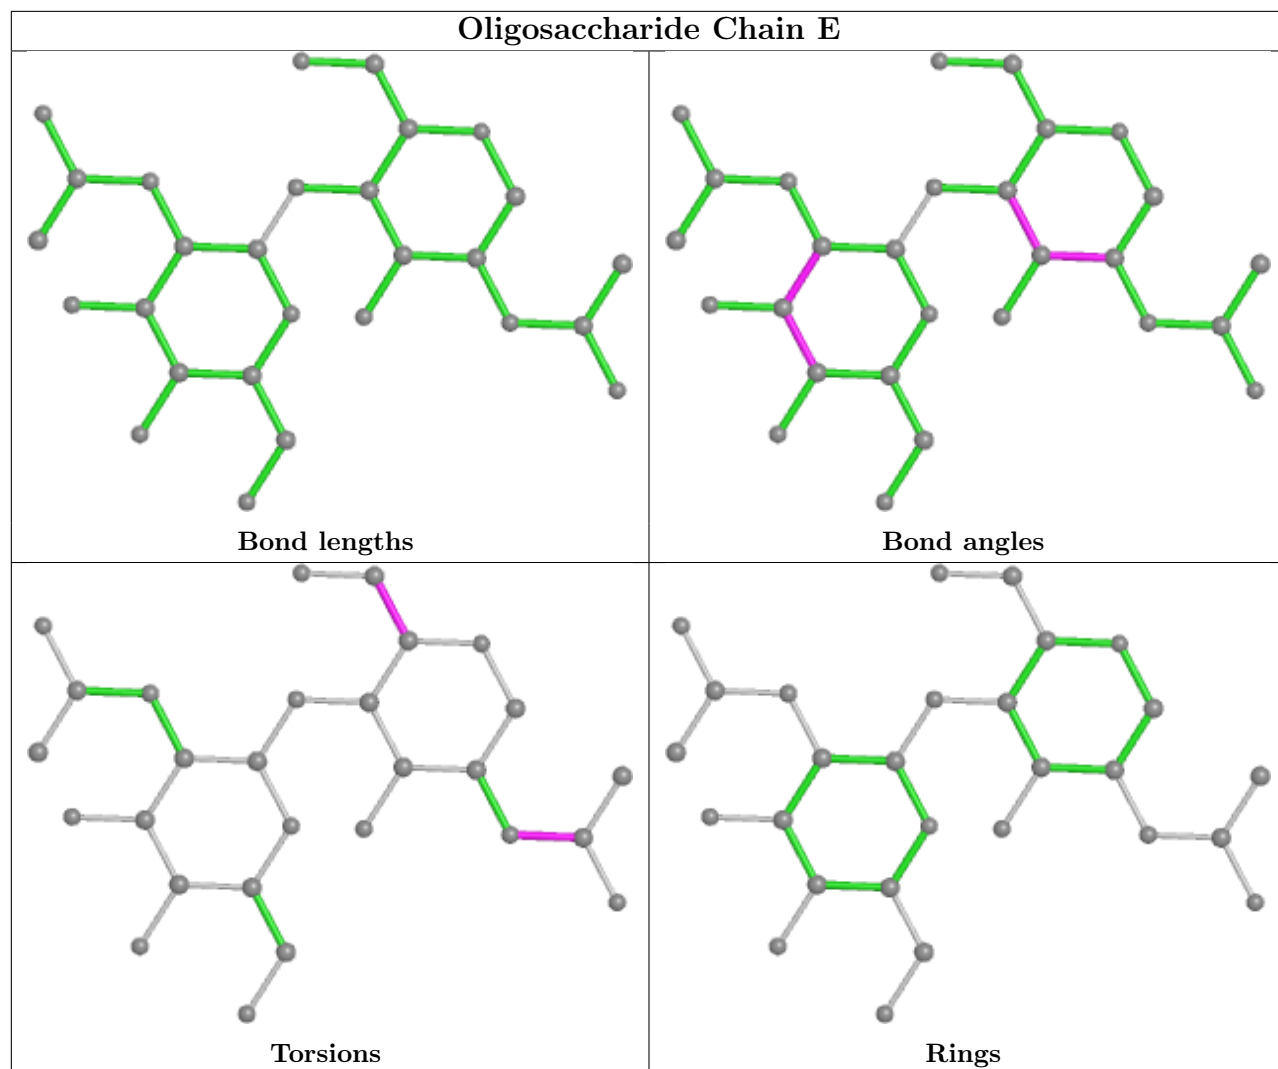 Oligosaccharide Chain E
Bond lengths
Bond angles
Torsions
Rings